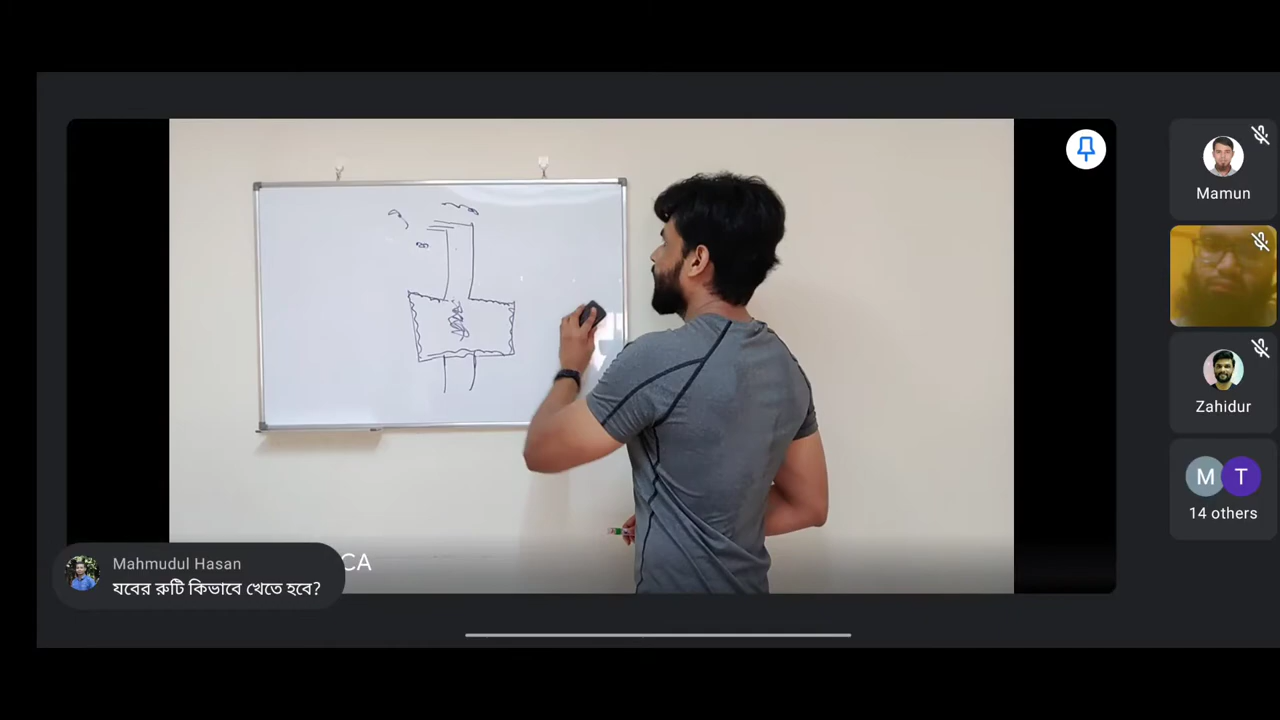 Mamun
Zahidur
M T
14 others
CA
Mahmudul Hasan
যবের রুটি কিভাবে খেতে হবে?